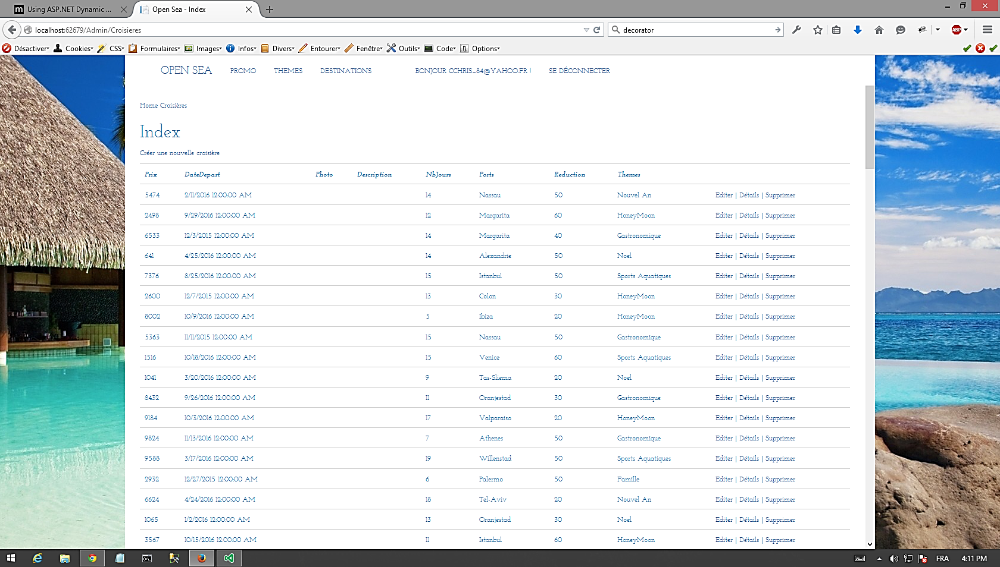 Using ASP.NET Dynamic ...
Open Sea - Index
localhost:62679/Admin/Croisieres
decorator
ABP
Désactiver
Cookies
CSS
Formulaires
Images
Infos
Divers
Entourer
Fenêtre
Outils
Code
Options
OPEN SEA PROMO THEMES DESTINATIONS BONJOUR CCHRIS_84@YAHOO.FR ! SE DÉCONNECTER
Home Croisières
Index
Créer une nouvelle croisière
Prix DateDepart Photo Description NbJours Ports Reduction Themes
5474 2/11/2016 12:00:00 AM 14 Nassau 50 Nouvel An Editer | Détails | Supprimer
2498 9/29/2016 12:00:00 AM 12 Margarita 60 HoneyMoon Editer | Détails | Supprimer
6533 12/3/2015 12:00:00 AM 14 Margarita 40 Gastronomique Editer | Détails | Supprimer
641 4/25/2016 12:00:00 AM 14 Alexandrie 50 Noel Editer | Détails | Supprimer
7376 8/25/2016 12:00:00 AM 15 Istanbul 50 Sports Aquatiques Editer | Détails | Supprimer
2600 12/7/2015 12:00:00 AM 13 Colon 30 HoneyMoon Editer | Détails | Supprimer
8002 10/9/2016 12:00:00 AM 5 Ibiza 20 HoneyMoon Editer | Détails | Supprimer
5363 11/11/2015 12:00:00 AM 15 Nassau 50 Gastronomique Editer | Détails | Supprimer
1516 10/18/2016 12:00:00 AM 15 Venice 60 Sports Aquatiques Editer | Détails | Supprimer
1041 3/20/2016 12:00:00 AM 9 Tas-Sliema 20 Noel Editer | Détails | Supprimer
8432 9/26/2016 12:00:00 AM 11 Oranjestad 30 Gastronomique Editer | Détails | Supprimer
9184 10/3/2016 12:00:00 AM 17 Valparaiso 20 HoneyMoon Editer | Détails | Supprimer
9824 11/13/2016 12:00:00 AM 7 Athenes 50 Gastronomique Editer | Détails | Supprimer
9588 3/17/2016 12:00:00 AM 19 Willenstad 50 Sports Aquatiques Editer | Détails | Supprimer
2932 12/27/2015 12:00:00 AM 6 Palermo 50 Famille Editer | Détails | Supprimer
6624 4/24/2016 12:00:00 AM 18 Tel-Aviv 20 Nouvel An Editer | Détails | Supprimer
1065 1/2/2016 12:00:00 AM 13 Oranjestad 30 Noel Editer | Détails | Supprimer
3567 10/15/2016 12:00:00 AM 11 Istanbul 60 HoneyMoon Editer | Détails | Supprimer
FRA 4:11 PM